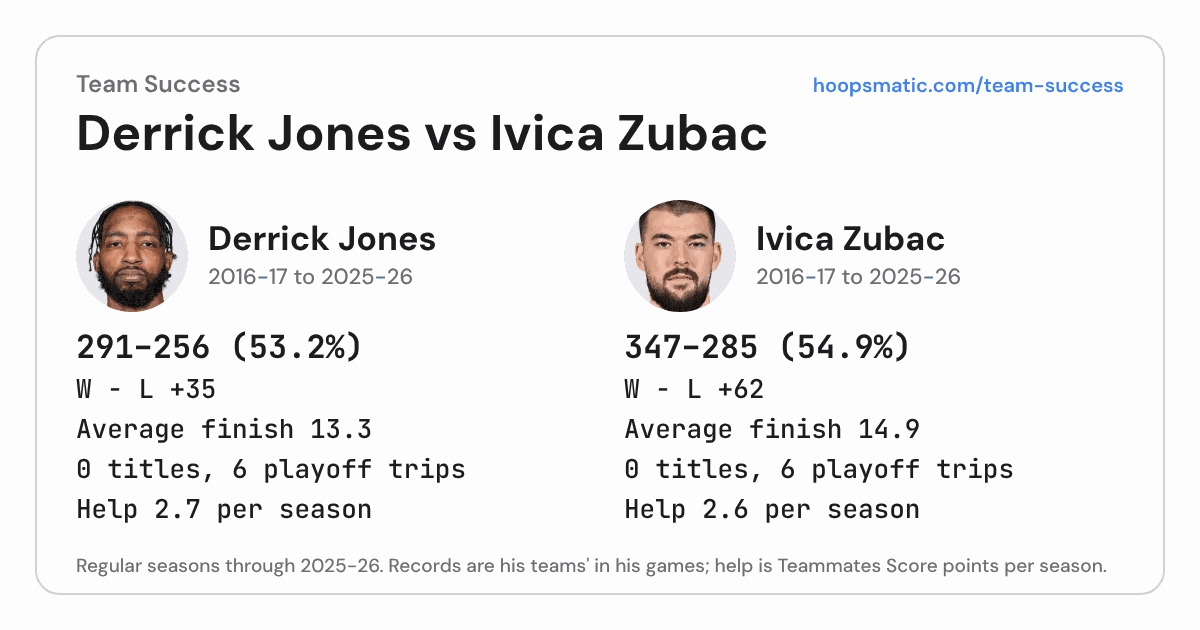 Team Success
hoopsmatic.com/team-success
Derrick Jones vs Ivica Zubac
Derrick Jones
2016-17 to 2025-26
291-256 (53.2%)
W - L +35
Average finish 13.3
0 titles, 6 playoff trips
Help 2.7 per season
Ivica Zubac
2016-17 to 2025-26
347-285 (54.9%)
W - L +62
Average finish 14.9
0 titles, 6 playoff trips
Help 2.6 per season
Regular seasons through 2025-26. Records are his teams' in his games; help is Teammates Score points per season.